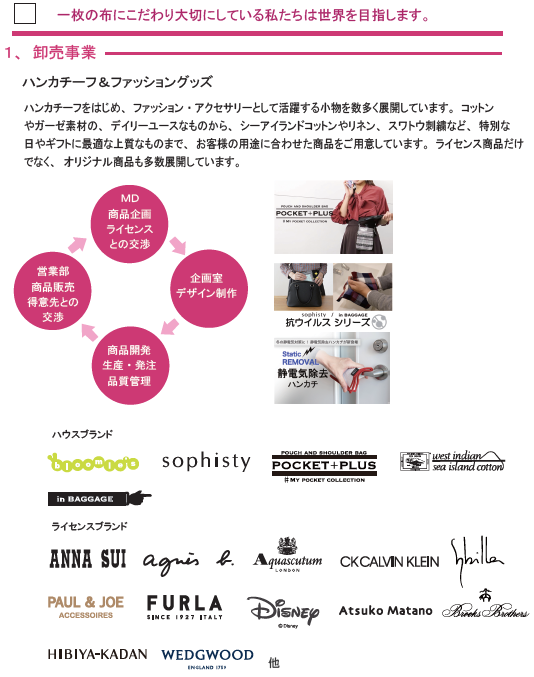 一枚の布にこだわり大切にしている私たちは世界を目指します。
1、 卸売事業
ハンカチーフ＆ファッショングッズ
ハンカチーフをはじめ、ファッション・アクセサリーとして活躍する小物を数多く展開しています。コットン
やガーゼ素材の、デイリーユースなものから、シーアイランドコットンやリネン、スワトウ刺繍など、特別な
日やギフトに最適な上質なものまで、お客様の用途に合わせた商品をご用意しています。ライセンス商品だけ
でなく、オリジナル商品も多数展開しています。
MD
商品企画
ライセンス
との交渉
企画室
デザイン制作
商品開発
生産・発注
品質管理
営業部
商品販売
得意先との
交渉
POUCH AND SHOULDER BAG
POCKET+PLUS
#MY POCKET COLLECTION
sophisty / in BAGGAGE
抗ウイルス シリーズ
Static
REMOVAL
静電気除去
ハンカチ
ハウスブランド
bloomie's
sophisty
POUCH AND SHOULDER BAG
POCKET+PLUS
#MY POCKET COLLECTION
west indian
sea island cotton
in BAGGAGE
ライセンスブランド
ANNA SUI
agnès b.
Aquascutum
LONDON
CK CALVIN KLEIN
Sybilla
PAUL & JOE
ACCESSOIRES
FURLA
SINCE 1927 ITALY
Disney
©Disney
Atsuko Matano
Brooks Brothers
HIBIYA-KADAN
WEDGWOOD
ENGLAND 1759
他